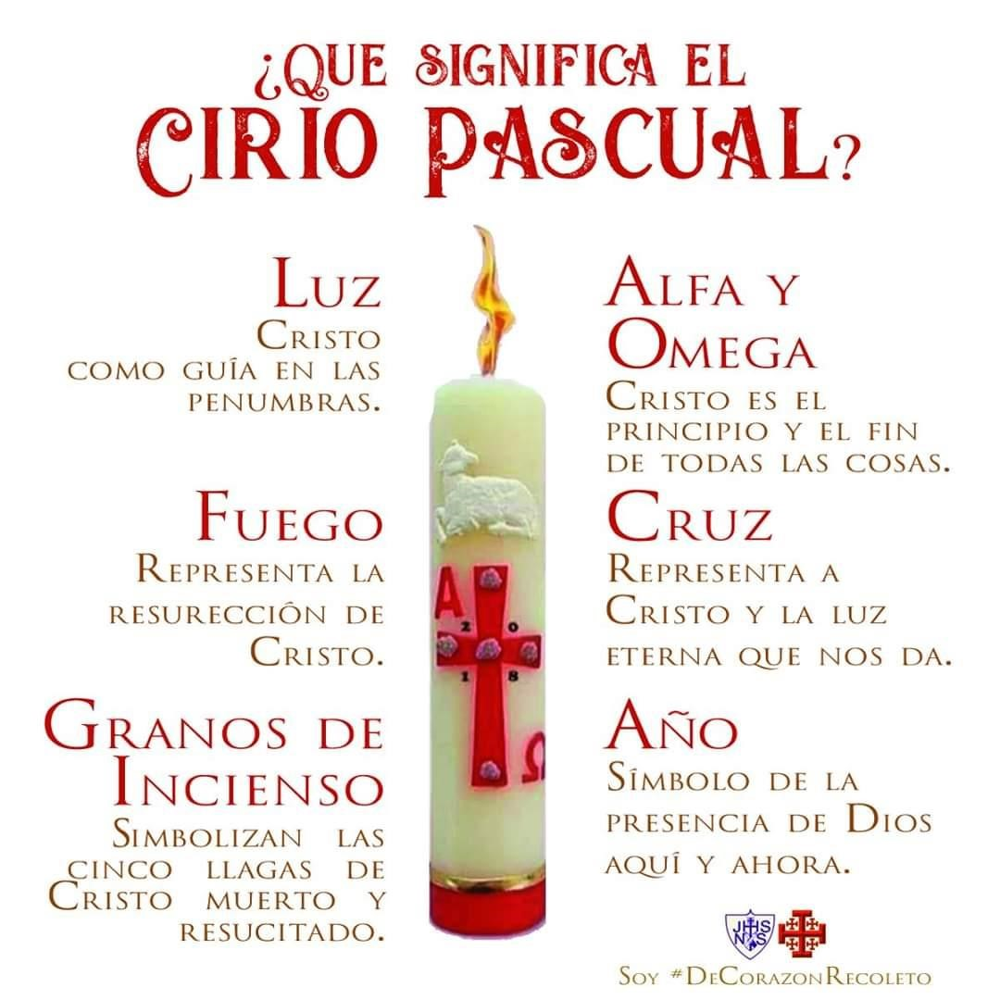 ¿QUE SIGNIFICA EL
CIRIO PASCUAL?
LUZ
CRISTO
COMO GUÍA EN LAS
PENUMBRAS.
FUEGO
REPRESENTA LA
RESURECCIÓN DE
CRISTO.
GRANOS DE
INCIENSO
SIMBOLIZAN LAS
CINCO LLAGAS DE
CRISTO MUERTO Y
RESUCITADO.
A
2 0
1 8
Ω
ALFA Y
OMEGA
CRISTO ES EL
PRINCIPIO Y EL FIN
DE TODAS LAS COSAS.
CRUZ
REPRESENTA A
CRISTO Y LA LUZ
ETERNA QUE NOS DA.
AÑO
SÍMBOLO DE LA
PRESENCIA DE DIOS
AQUÍ Y AHORA.
JHS
N S
SOY #DECORAZONRECOLETO